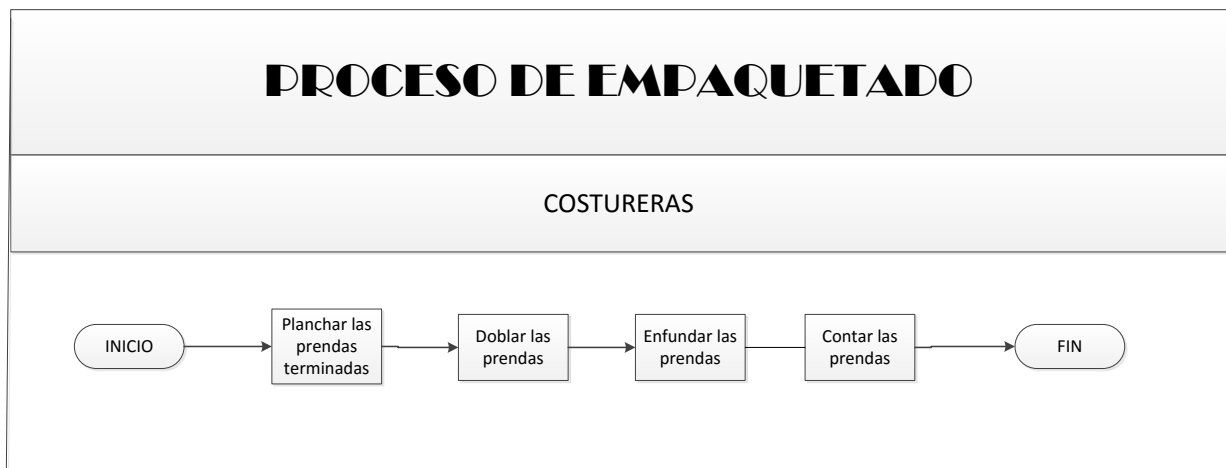 PROCESO DE EMPAQUETADO
COSTURERAS
INICIO
Planchar las
prendas
terminadas
Doblar las
prendas
Enfundar las
prendas
Contar las
prendas
FIN